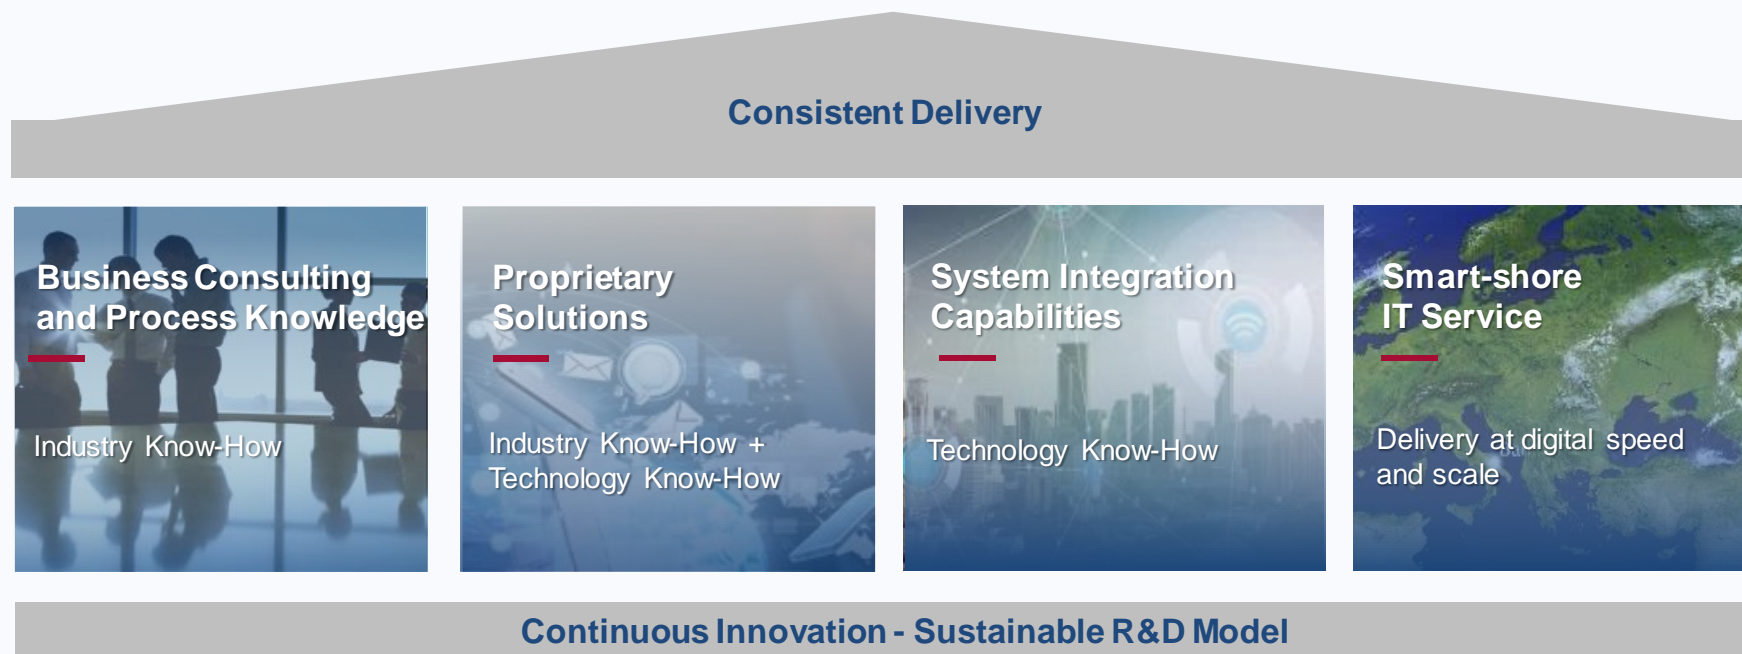 Consistent Delivery
Business Consulting
and Process Knowledge
Industry Know-How
Proprietary
Solutions
Industry Know-How +
Technology Know-How
System Integration
Capabilities
Technology Know-How
Smart-shore
IT Service
Delivery at digital speed
and scale
Continuous Innovation - Sustainable R&D Model